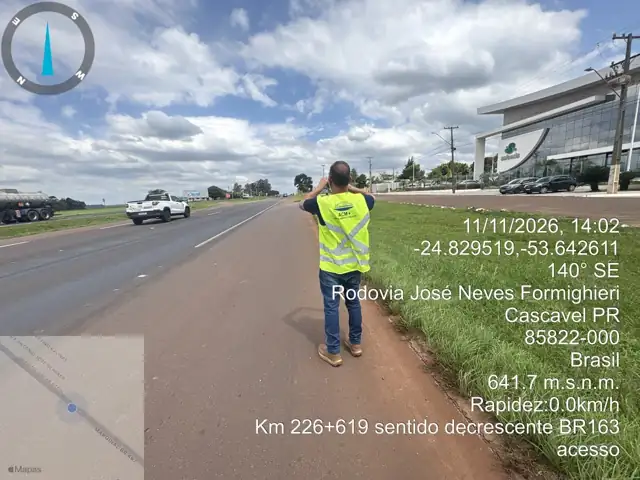 S
E
W
N
11/11/2026, 14:02
-24.829519,-53.642611
140° SE
Rodovia José Neves Formighieri
Cascavel PR
85822-000
Brasil
641.7 m.s.n.m.
Rapidez:0.0km/h
Km 226+619 sentido decrescente BR163
acesso
Mapas